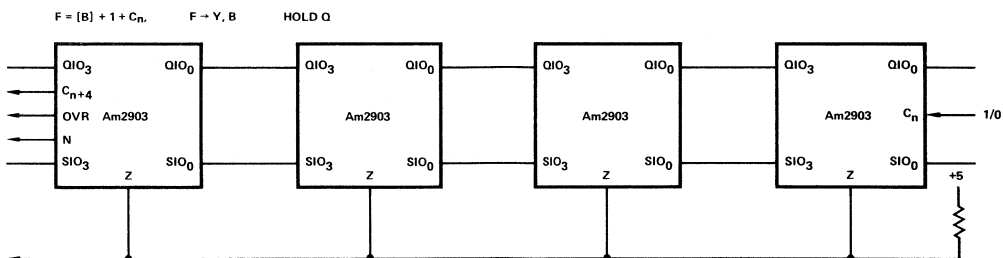 F = [B] + 1 + Cn,    F → Y, B    HOLD Q
QIO3 QIO0 QIO3 QIO0 QIO3 QIO0 QIO3 QIO0
Cn+4
OVR Am2903 Am2903 Am2903 Am2903 Cn 1/0
N
SIO3 SIO0 SIO3 SIO0 SIO3 SIO0 SIO3 SIO0
Z Z Z Z +5